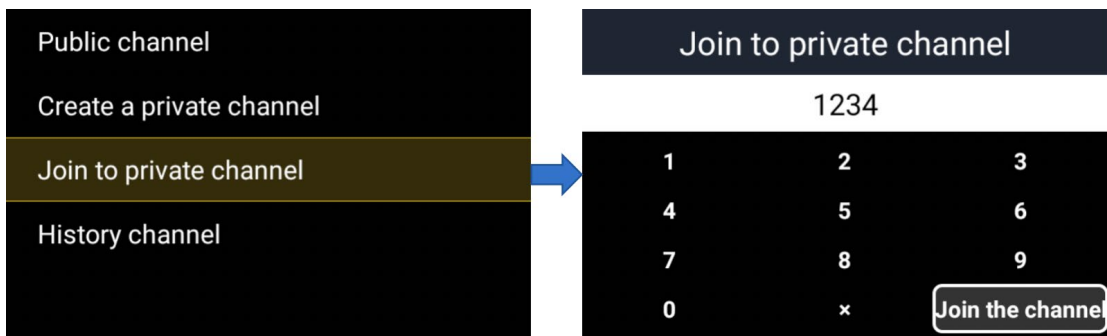 Public channel
Create a private channel
Join to private channel
History channel
Join to private channel
1234
1 2 3
4 5 6
7 8 9
0 × Join the channel